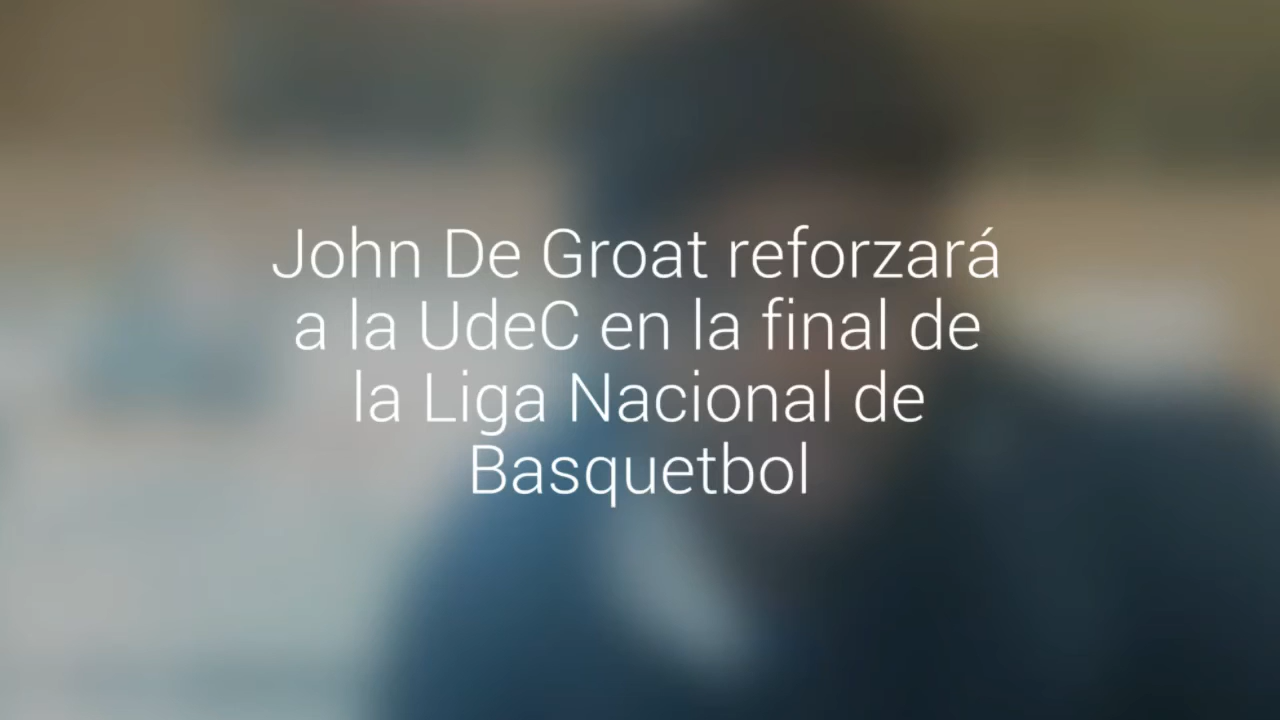 John De Groat reforzará
a la UdeC en la final de
la Liga Nacional de
Basquetbol